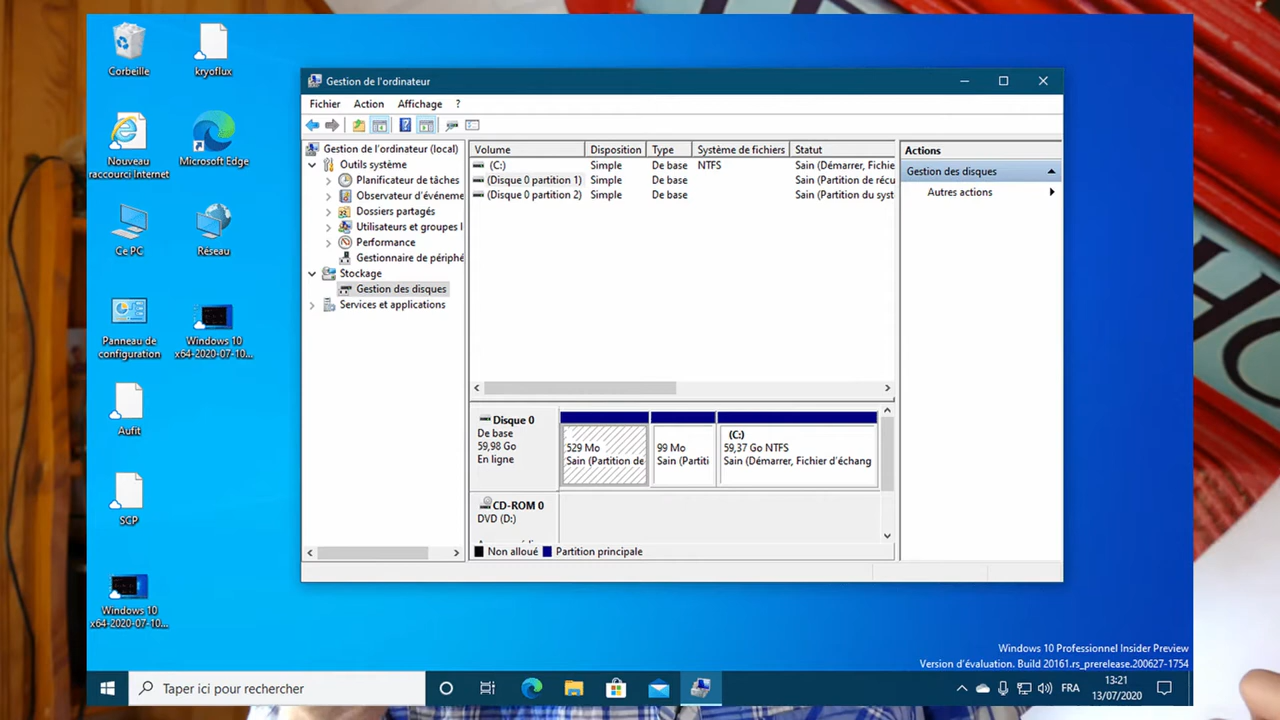 Corbeille
kryoflux
Nouveau
raccourci Internet
Microsoft Edge
Ce PC
Réseau
Panneau de
configuration
Windows 10
x64-2020-07-10...
Aufit
SCP
Windows 10
x64-2020-07-10...
Gestion de l'ordinateur
Fichier Action Affichage ?
Gestion de l'ordinateur (local)
Outils système
Planificateur de tâches
Observateur d'événeme
Dossiers partagés
Utilisateurs et groupes l
Performance
Gestionnaire de périphé
Stockage
Gestion des disques
Services et applications
Volume Disposition Type Système de fichiers Statut
(C:) Simple De base NTFS Sain (Démarrer, Fichie
(Disque 0 partition 1) Simple De base Sain (Partition de récu
(Disque 0 partition 2) Simple De base Sain (Partition du syst
Actions
Gestion des disques
Autres actions
Disque 0
De base
59,98 Go
En ligne
529 Mo
Sain (Partition de
99 Mo
Sain (Partiti
(C:)
59,37 Go NTFS
Sain (Démarrer, Fichier d'échang
CD-ROM 0
DVD (D:)
Non alloué Partition principale
Windows 10 Professionnel Insider Preview
Version d'évaluation. Build 20161.rs_prerelease.200627-1754
Taper ici pour rechercher
FRA
13:21
13/07/2020